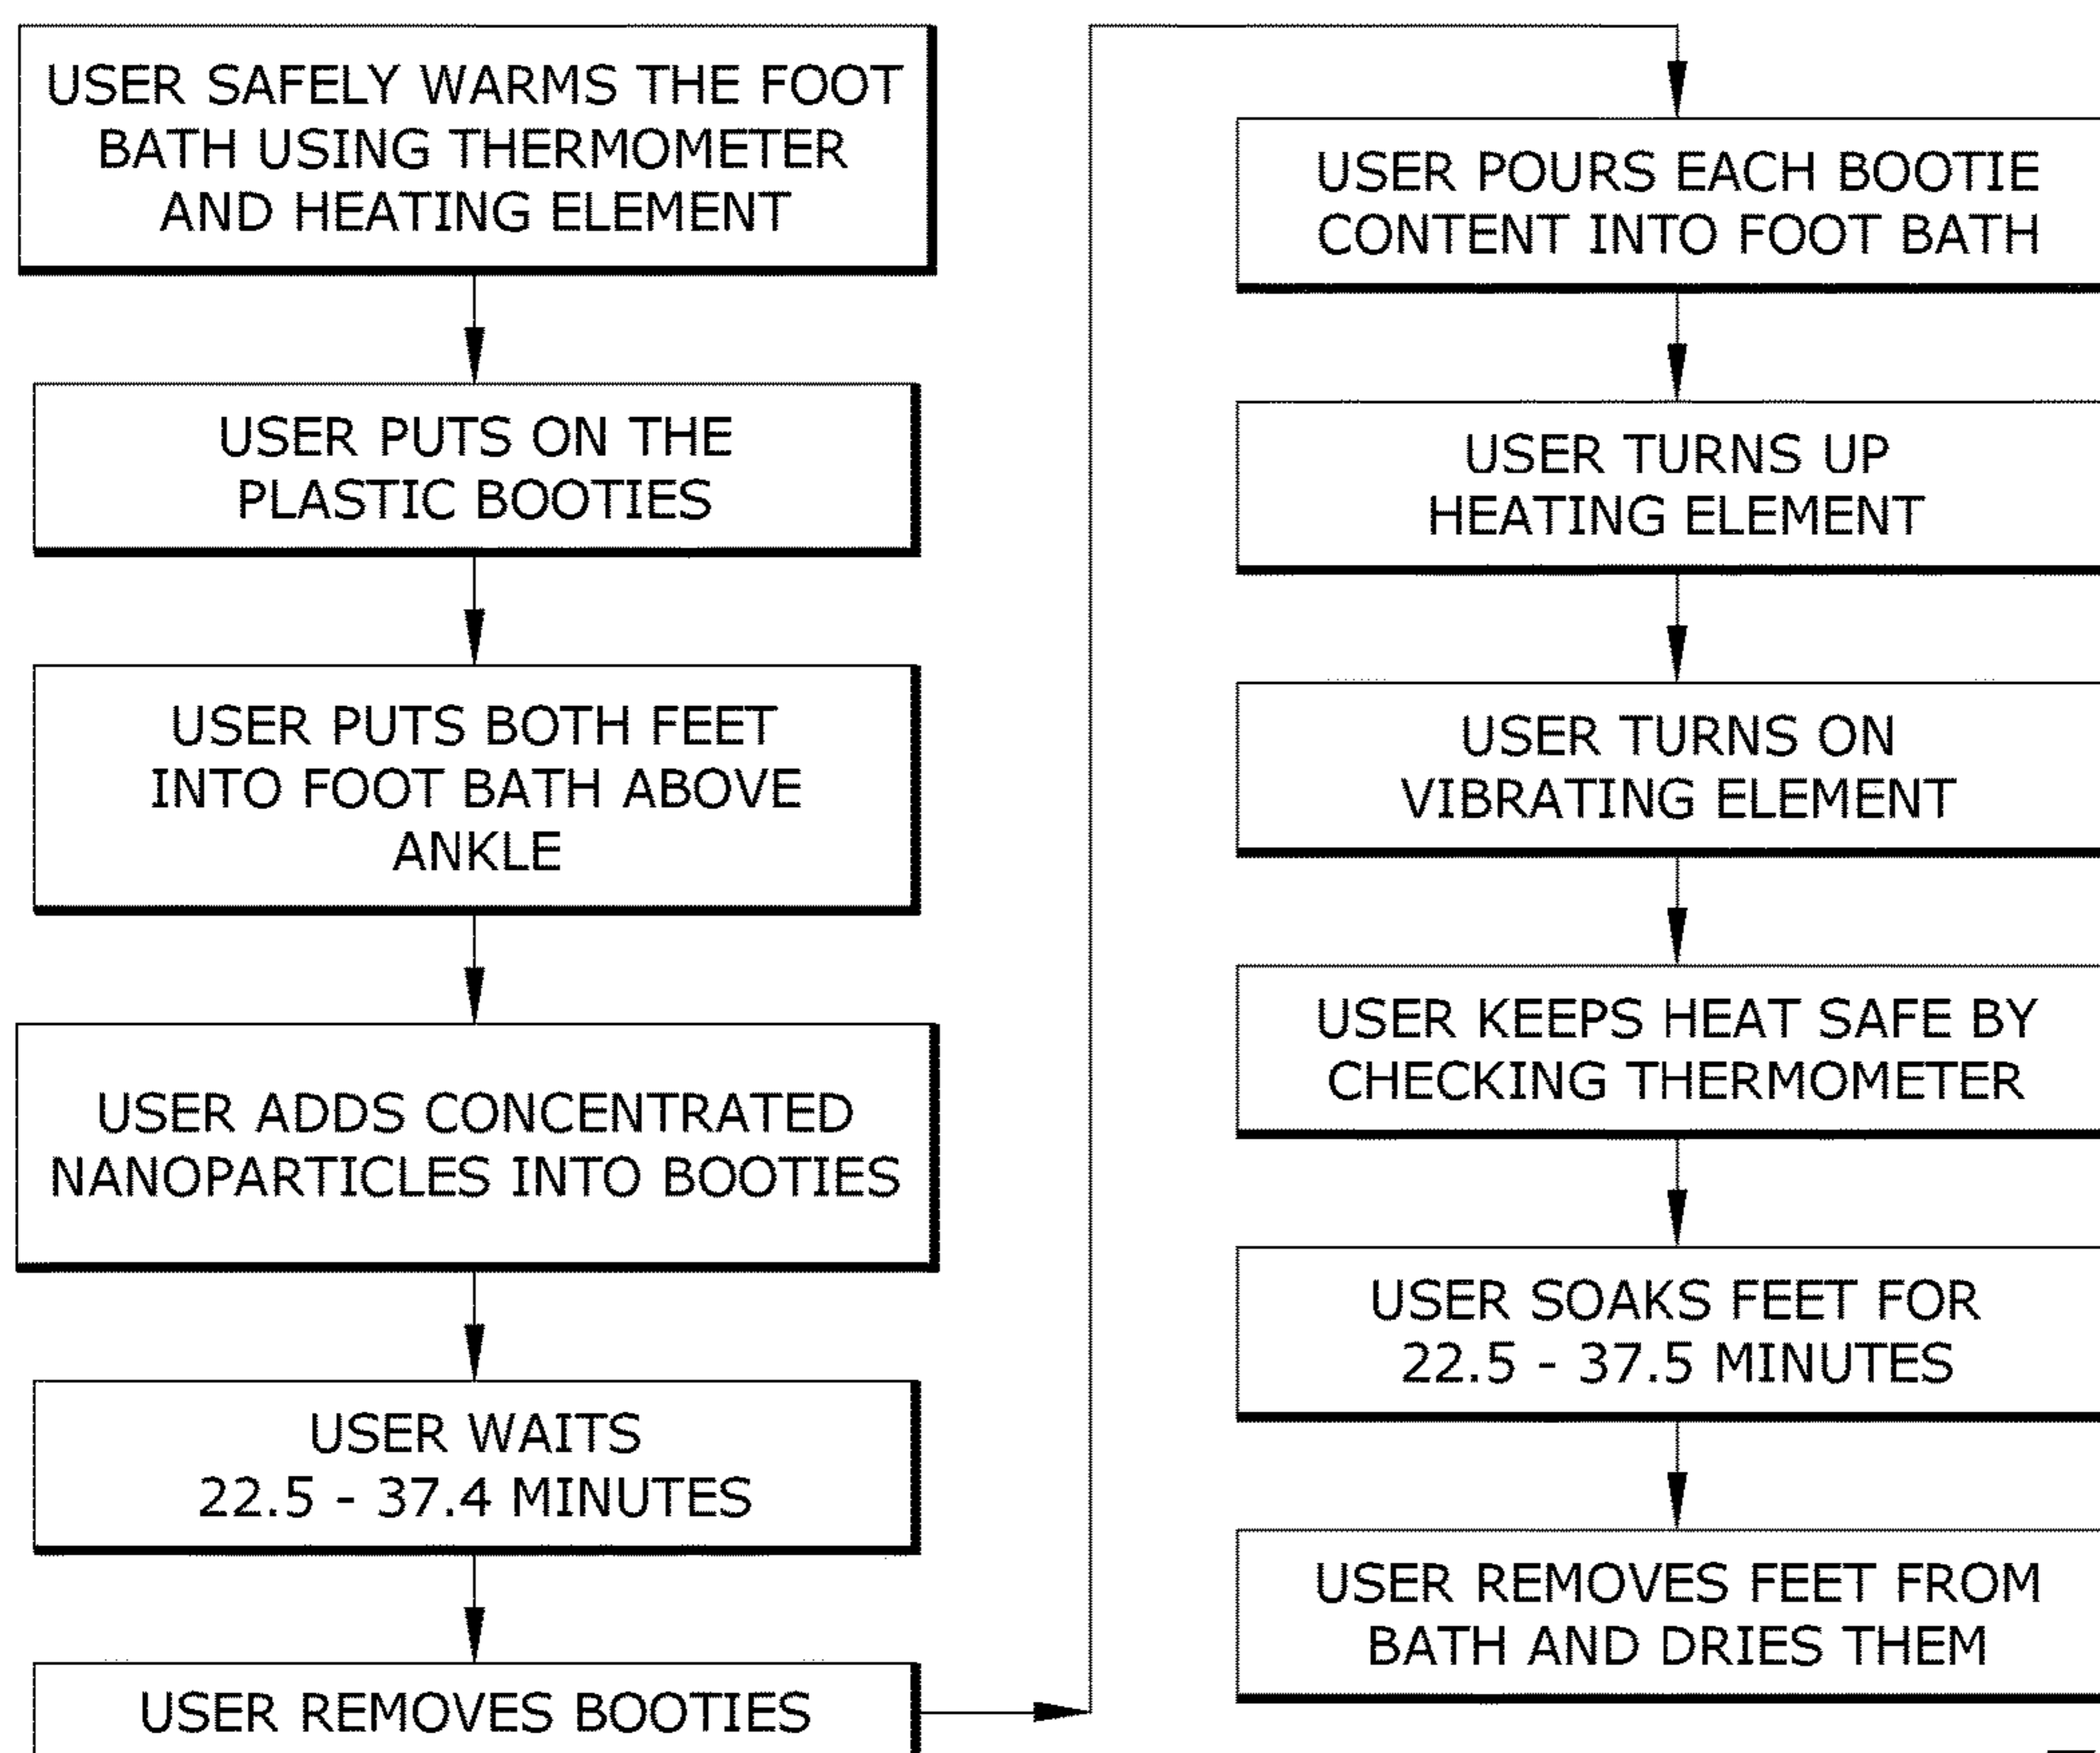 USER SAFELY WARMS THE FOOT
BATH USING THERMOMETER
AND HEATING ELEMENT
USER PUTS ON THE
PLASTIC BOOTIES
USER PUTS BOTH FEET
INTO FOOT BATH ABOVE
ANKLE
USER ADDS CONCENTRATED
NANOPARTICLES INTO BOOTIES
USER WAITS
22.5 - 37.4 MINUTES
USER REMOVES BOOTIES
USER POURS EACH BOOTIE
CONTENT INTO FOOT BATH
USER TURNS UP
HEATING ELEMENT
USER TURNS ON
VIBRATING ELEMENT
USER KEEPS HEAT SAFE BY
CHECKING THERMOMETER
USER SOAKS FEET FOR
22.5 - 37.5 MINUTES
USER REMOVES FEET FROM
BATH AND DRIES THEM